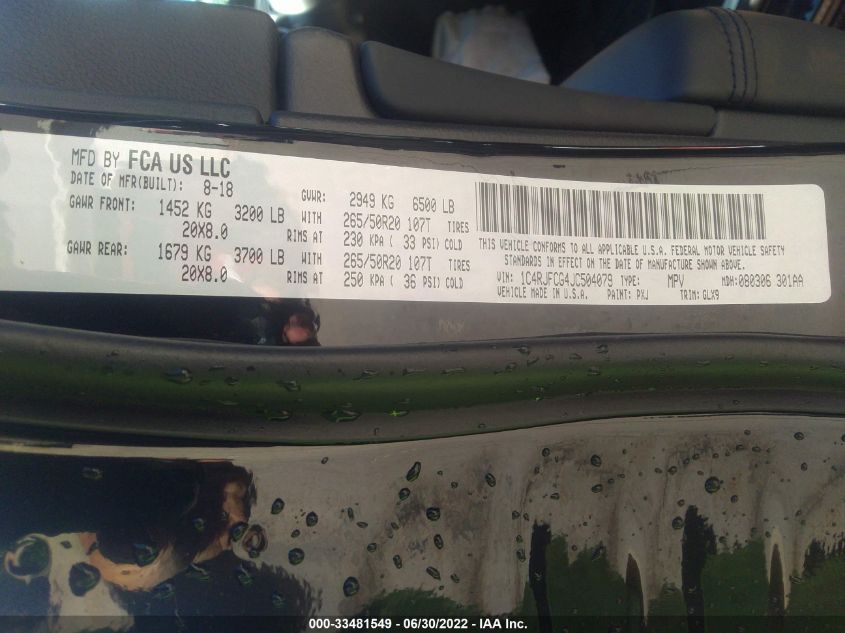 MFD BY FCA US LLC
DATE OF MFR(BUILT): 8-18 GVWR: 2949 KG 6500 LB
GAWR FRONT: 1452 KG 3200 LB WITH 265/50R20 107T TIRES
20X8.0 RIMS AT 230 KPA ( 33 PSI) COLD
GAWR REAR: 1679 KG 3700 LB WITH 265/50R20 107T TIRES
20X8.0 RIMS AT 250 KPA ( 36 PSI) COLD
THIS VEHICLE CONFORMS TO ALL APPLICABLE U.S.A. FEDERAL MOTOR VEHICLE SAFETY
STANDARDS IN EFFECT ON THE DATE OF MANUFACTURE SHOWN ABOVE.
VIN: 1C4RJFCG4JC504079 TYPE: MPV MDH: 080306 301AA
VEHICLE MADE IN U.S.A. PAINT: PXJ TRIM: GLX9
000-33481549 - 06/30/2022 - IAA Inc.